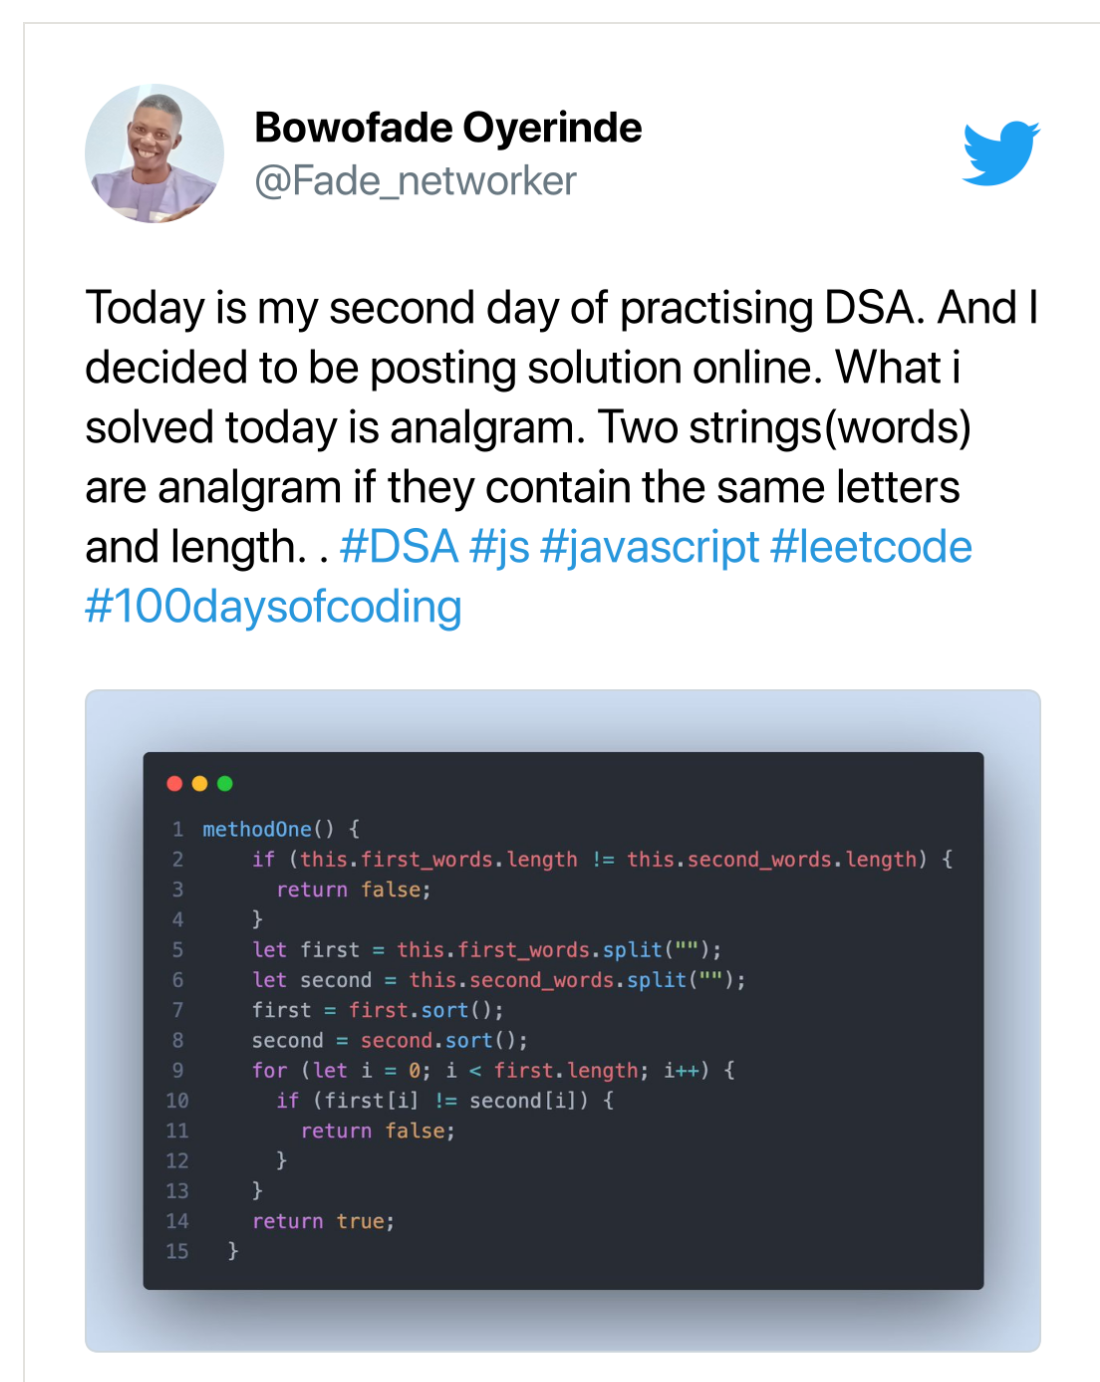 Bowofade Oyerinde
@Fade_networker
Today is my second day of practising DSA. And I
decided to be posting solution online. What i
solved today is analgram. Two strings(words)
are analgram if they contain the same letters
and length. . #DSA #js #javascript #leetcode
#100daysofcoding
1 methodOne() {
2     if (this.first_words.length != this.second_words.length) {
3       return false;
4     }
5     let first = this.first_words.split("");
6     let second = this.second_words.split("");
7     first = first.sort();
8     second = second.sort();
9     for (let i = 0; i < first.length; i++) {
10       if (first[i] != second[i]) {
11         return false;
12       }
13     }
14     return true;
15   }